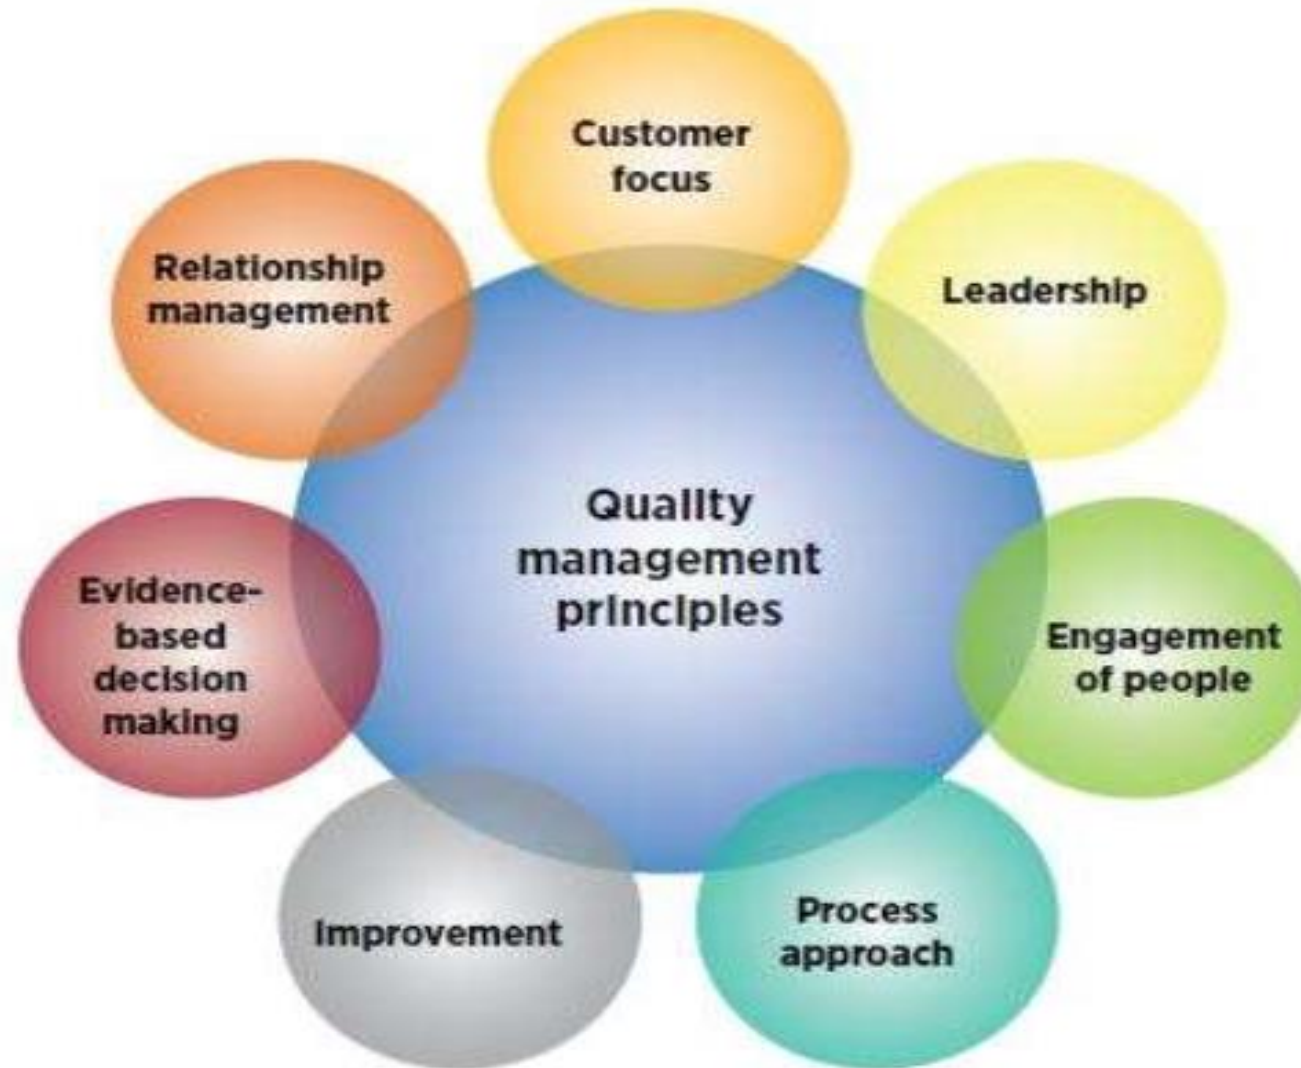 Customer
focus
Leadership
Engagement
of people
Process
approach
Improvement
Evidence-
based
decision
making
Relationship
management
Quality
management
principles